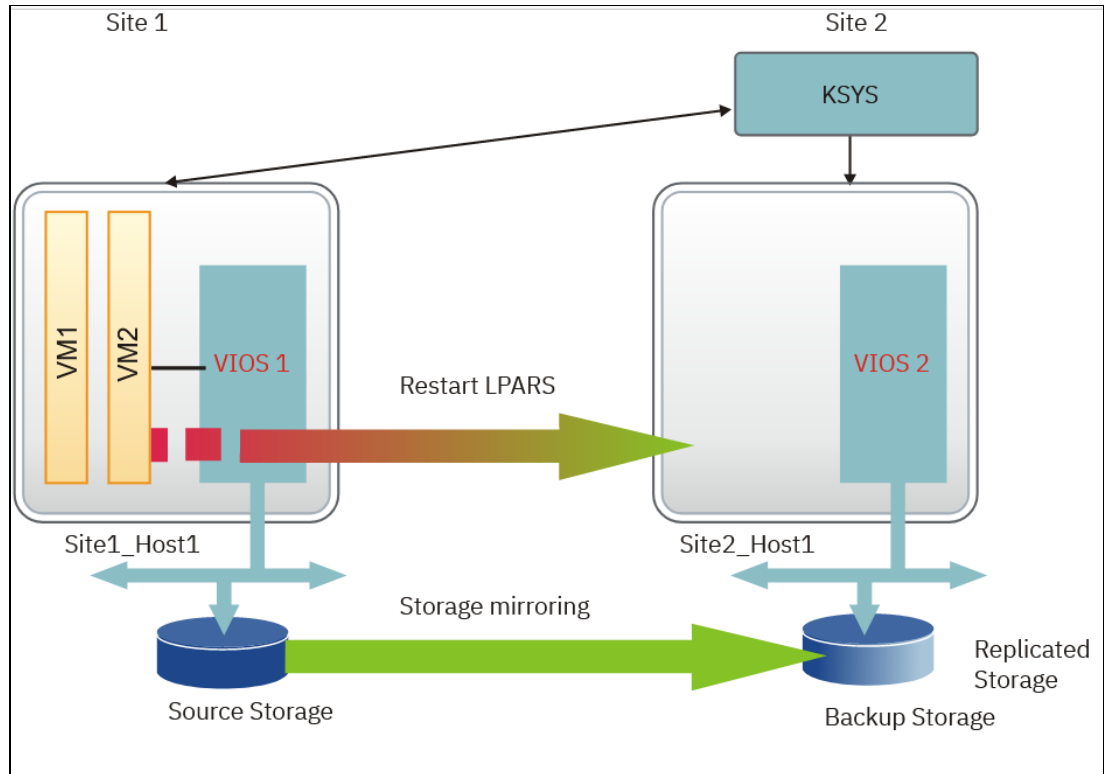 Site 1
Site 2
KSYS
VM1
VM2
VIOS 1
VIOS 2
Restart LPARS
Site1_Host1
Site2_Host1
Storage mirroring
Replicated
Storage
Source Storage
Backup Storage